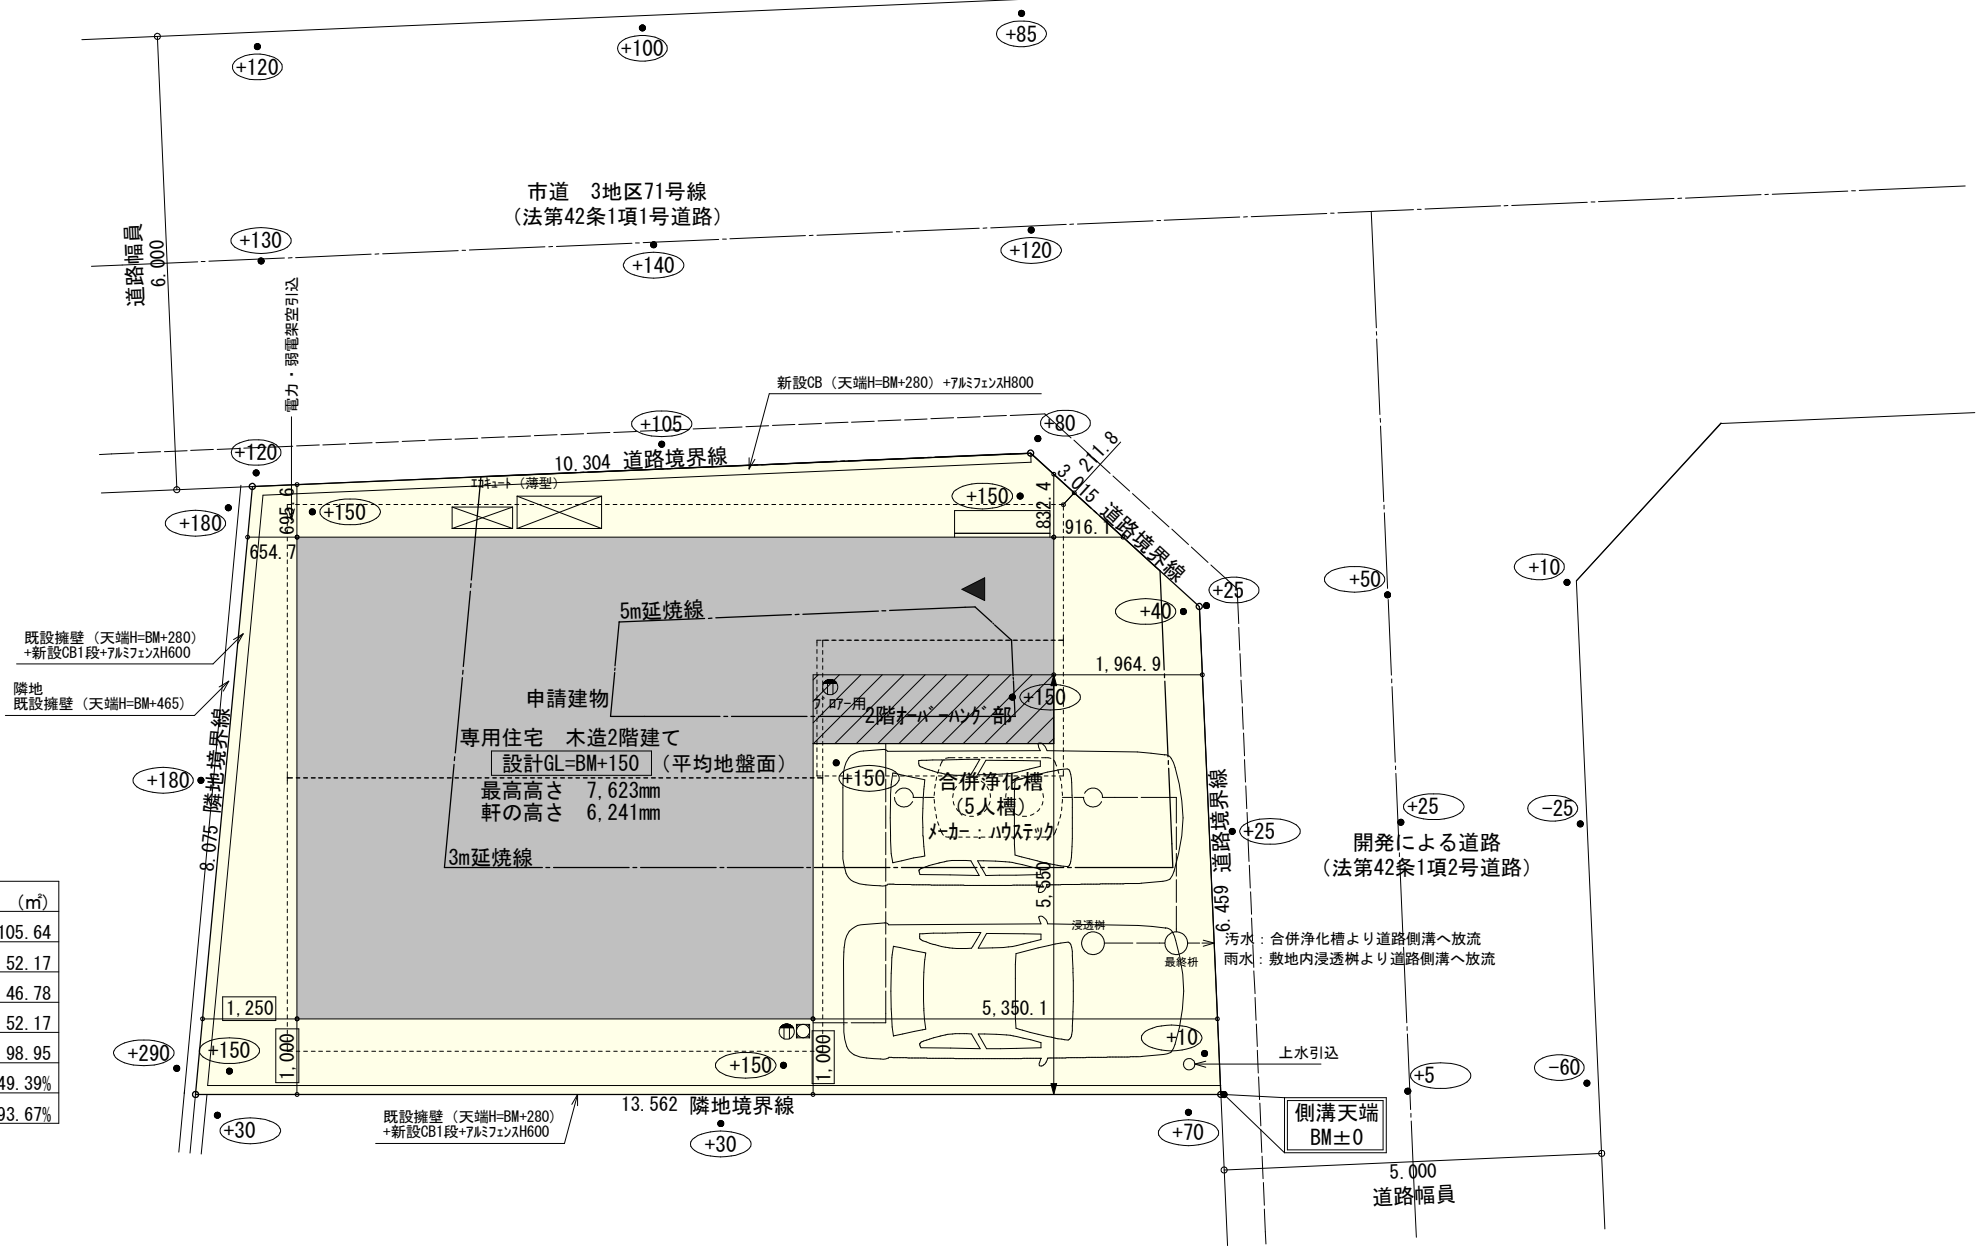 +120
+100
+85
市道　3地区71号線
（法第42条1項1号道路）
道路幅員
6.000
+130
+140
+120
電力・弱電架空引込
新設CB（天端H=BM+280）+ｱﾙﾐﾌｪﾝｽH800
+105
+80
+120
10.304 道路境界線
211.8
3.015 道路境界線
ｴｺｷｭｰﾄ（薄型）
+180
695.6
+150
+150
832.4
916.1
654.7
+25
+50
+10
+40
5m延焼線
既設擁壁（天端H=BM+280）
+新設CB1段+ｱﾙﾐﾌｪﾝｽH600
隣地
既設擁壁（天端H=BM+465）
1,964.9
申請建物
ﾌﾞﾛｱｰ用
2階ｵｰﾊﾞｰﾊﾝｸﾞ部
+150
専用住宅　木造2階建て
設計GL=BM+150
（平均地盤面）
最高高さ　7,623mm
軒の高さ　6,241mm
+180
8.075 隣地境界線
+150
合併浄化槽
（5人槽）
ﾒｰｶｰ：ﾊｳｽﾃｯｸ
+25
+25
-25
開発による道路
（法第42条1項2号道路）
3m延焼線
5,550
6.459 道路境界線
（㎡）
105.64
52.17
46.78
52.17
98.95
49.39%
93.67%
浸透桝
最終枡
汚水：合併浄化槽より道路側溝へ放流
雨水：敷地内浸透桝より道路側溝へ放流
1,250
5,350.1
+290
+150
1,000
+150
1,000
+10
上水引込
+5
-60
+30
既設擁壁（天端H=BM+280）
+新設CB1段+ｱﾙﾐﾌｪﾝｽH600
13.562 隣地境界線
+30
+70
側溝天端
BM±0
5.000
道路幅員